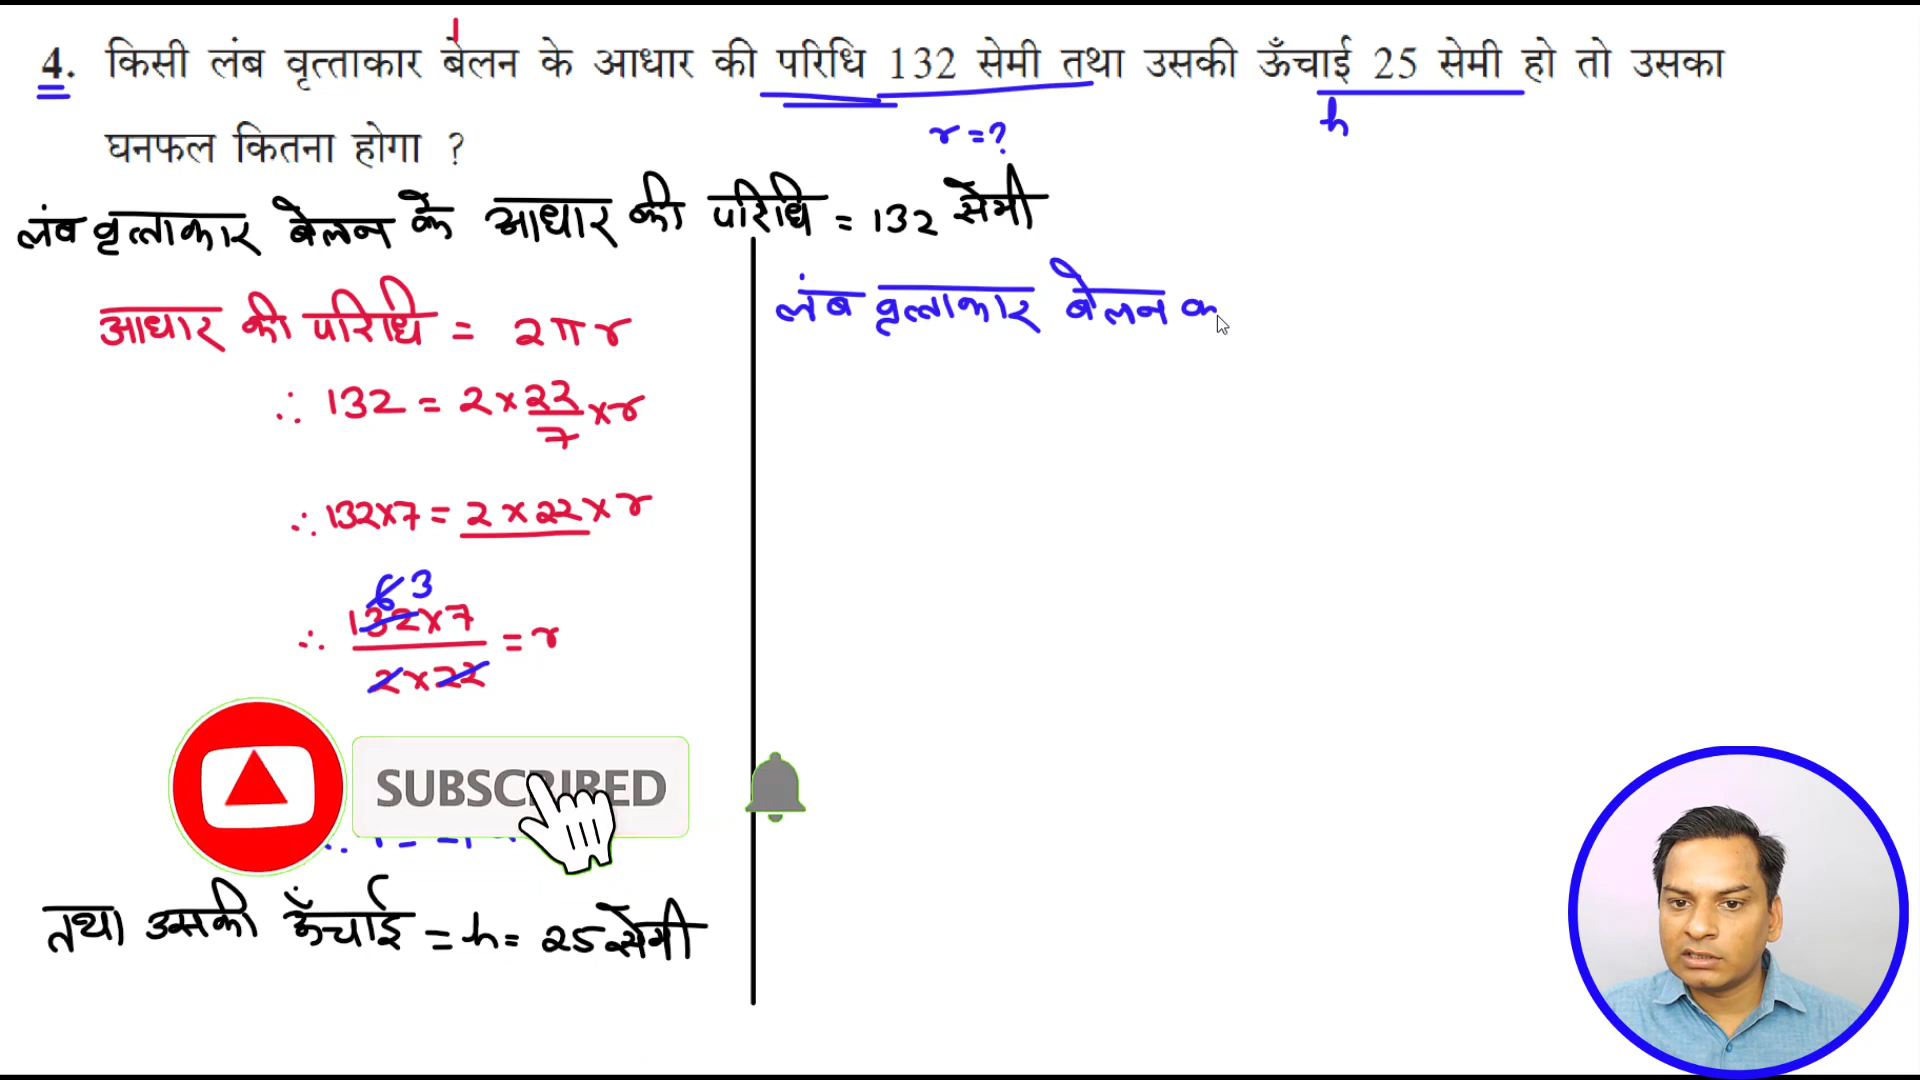 4. किसी लंब वृत्ताकार बेलन के आधार की परिधि 132 सेमी तथा उसकी ऊँचाई 25 सेमी हो तो उसका
घनफल कितना होगा ?
r = ?
h
लंब वृत्ताकार बेलन के आधार की परिधि = 132 सेमी
आधार की परिधि = 2πr
∴ 132 = 2 × 22/7 × r
∴ 132×7 = 2 × 22 × r
6 3
∴ 132×7 / 2×22 = r
SUBSCRIBED
तथा उसकी ऊँचाई = h = 25 सेमी
लंब वृत्ताकार बेलन क